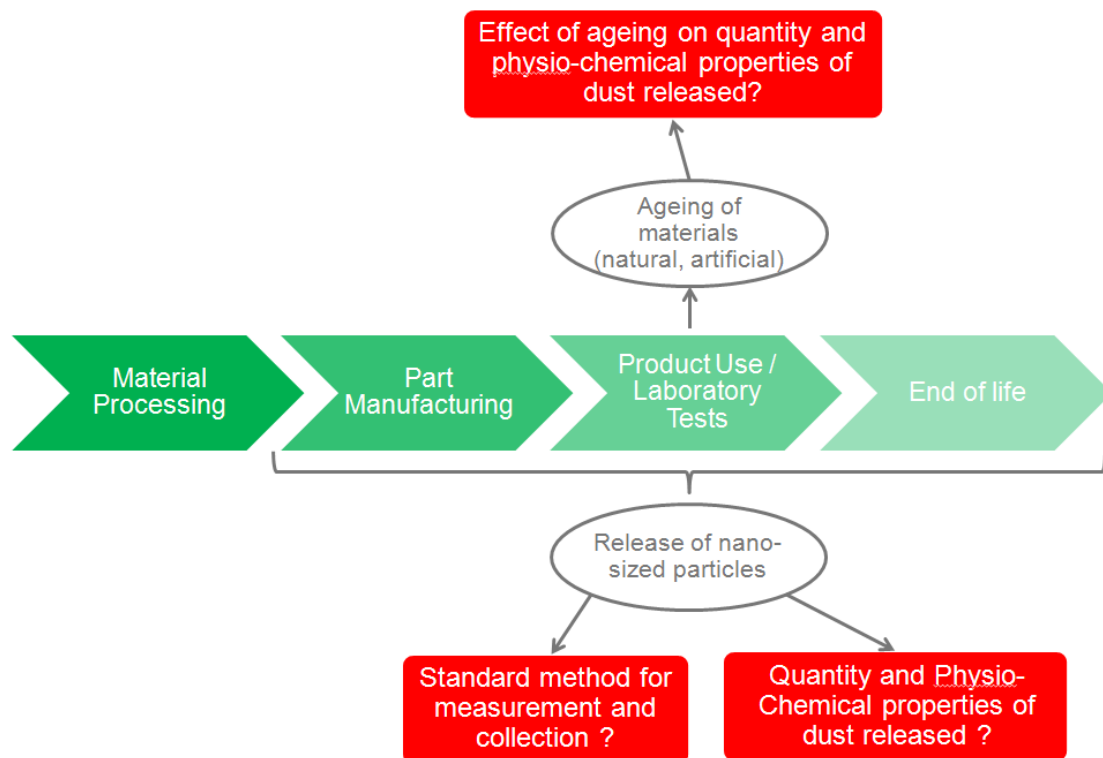 Effect of ageing on quantity and
physio-chemical properties of
dust released?
Ageing of
materials
(natural, artificial)
Material
Processing
Part
Manufacturing
Product Use /
Laboratory
Tests
End of life
Release of nano-
sized particles
Standard method for
measurement and
collection ?
Quantity and Physio-
Chemical properties of
dust released ?